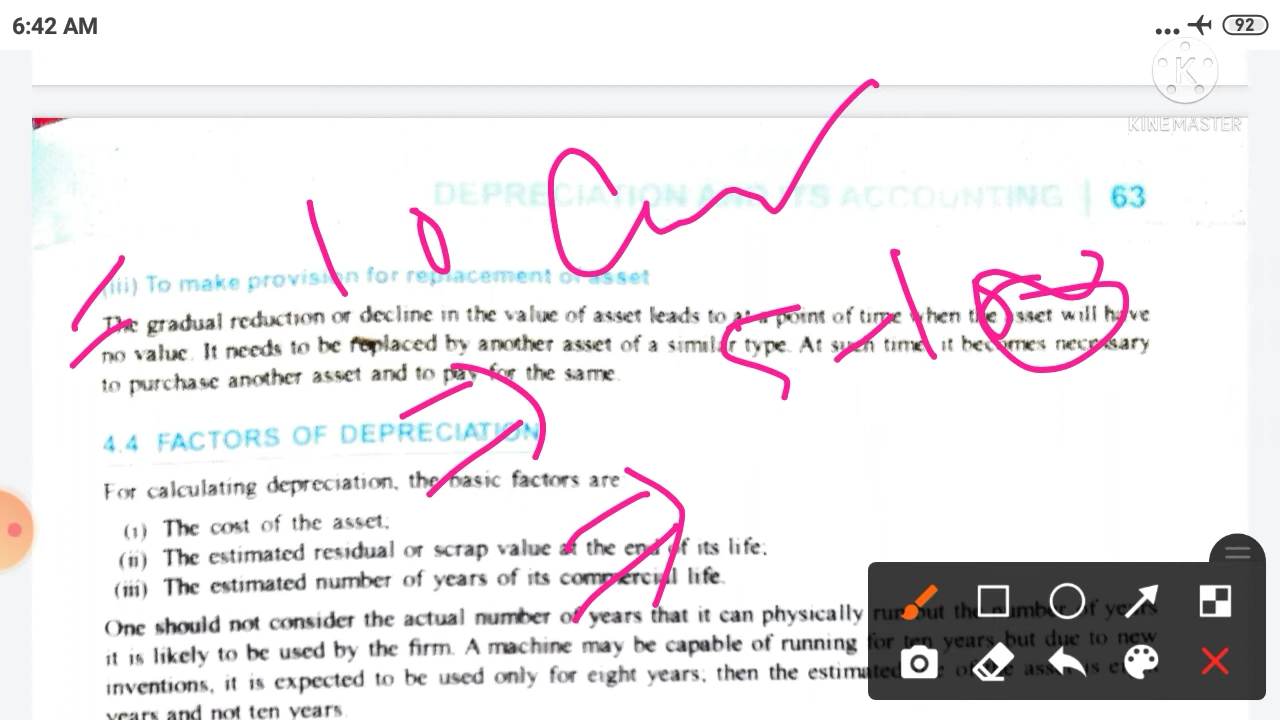 6:42 AM
92
KINEMASTER
DEPRECIATION AND ITS ACCOUNTING | 63
(iii) To make provision for replacement of asset
The gradual reduction or decline in the value of asset leads to at a point of time when the asset will have
no value. It needs to be replaced by another asset of a similar type. At such time, it becomes necessary
to purchase another asset and to pay for the same.
4.4 FACTORS OF DEPRECIATION
For calculating depreciation, the basic factors are
(i) The cost of the asset;
(ii) The estimated residual or scrap value at the end of its life;
(iii) The estimated number of years of its commercial life.
One should not consider the actual number of years that it can physically run but the number of years
it is likely to be used by the firm. A machine may be capable of running for ten years but due to new
inventions, it is expected to be used only for eight years; then the estimated of the asset is
years and not ten years.
10